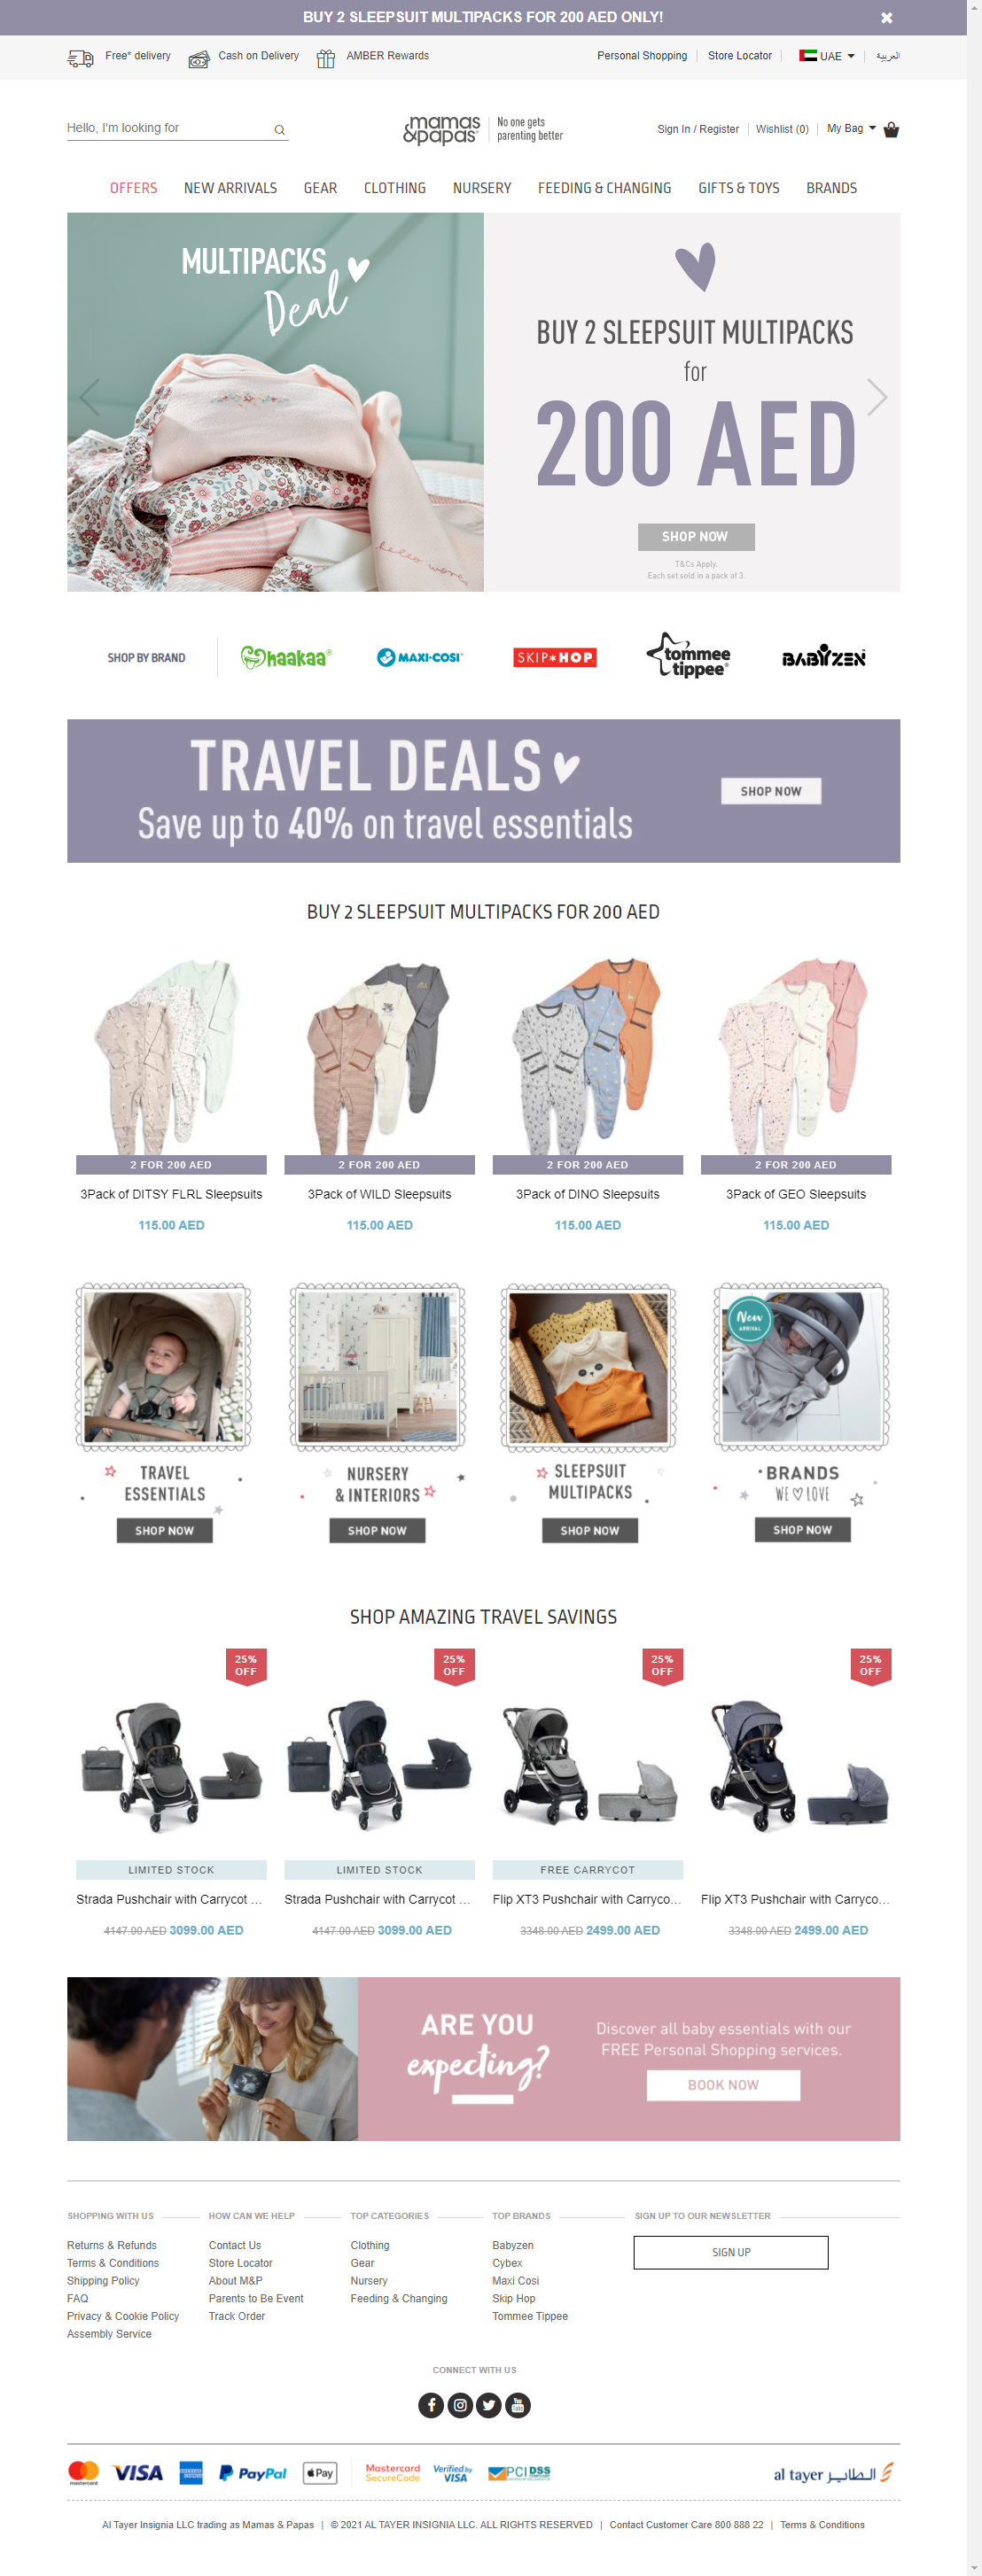 BUY 2 SLEEPSUIT MULTIPACKS FOR 200 AED ONLY!
Free* delivery
Cash on Delivery
AMBER Rewards
Personal Shopping
Store Locator
UAE
العربية
Hello, I'm looking for
mamas &papas
No one gets
parenting better
Sign In / Register
Wishlist (0)
My Bag
OFFERS
NEW ARRIVALS
GEAR
CLOTHING
NURSERY
FEEDING & CHANGING
GIFTS & TOYS
BRANDS
MULTIPACKS
Deal
BUY 2 SLEEPSUIT MULTIPACKS
for
200 AED
SHOP NOW
T&Cs Apply.
Each set sold in a pack of 3.
SHOP BY BRAND
haakaa®
MAXI-COSI
SKIP*HOP
tommee
tippee
BABYZEN
TRAVEL DEALS
Save up to 40% on travel essentials
SHOP NOW
BUY 2 SLEEPSUIT MULTIPACKS FOR 200 AED
2 FOR 200 AED
2 FOR 200 AED
2 FOR 200 AED
2 FOR 200 AED
3Pack of DITSY FLRL Sleepsuits
3Pack of WILD Sleepsuits
3Pack of DINO Sleepsuits
3Pack of GEO Sleepsuits
115.00 AED
115.00 AED
115.00 AED
115.00 AED
New
ARRIVAL
TRAVEL
ESSENTIALS
SHOP NOW
NURSERY
& INTERIORS
SHOP NOW
SLEEPSUIT
MULTIPACKS
SHOP NOW
BRANDS
WE LOVE
SHOP NOW
SHOP AMAZING TRAVEL SAVINGS
25%
OFF
25%
OFF
25%
OFF
25%
OFF
LIMITED STOCK
LIMITED STOCK
FREE CARRYCOT
Strada Pushchair with Carrycot ...
Strada Pushchair with Carrycot ...
Flip XT3 Pushchair with Carryco...
Flip XT3 Pushchair with Carryco...
4147.00 AED 3099.00 AED
4147.00 AED 3099.00 AED
3348.00 AED 2499.00 AED
3348.00 AED 2499.00 AED
ARE YOU
expecting?
Discover all baby essentials with our
FREE Personal Shopping services.
BOOK NOW
SHOPPING WITH US
Returns & Refunds
Terms & Conditions
Shipping Policy
FAQ
Privacy & Cookie Policy
Assembly Service
HOW CAN WE HELP
Contact Us
Store Locator
About M&P
Parents to Be Event
Track Order
TOP CATEGORIES
Clothing
Gear
Nursery
Feeding & Changing
TOP BRANDS
Babyzen
Cybex
Maxi Cosi
Skip Hop
Tommee Tippee
SIGN UP TO OUR NEWSLETTER
SIGN UP
CONNECT WITH US
mastercard
VISA
PayPal
Pay
Mastercard
SecureCode
Verified by
VISA
PCI DSS
al tayer الطاير
Al Tayer Insignia LLC trading as Mamas & Papas | © 2021 AL TAYER INSIGNIA LLC. ALL RIGHTS RESERVED | Contact Customer Care 800 888 22 | Terms & Conditions